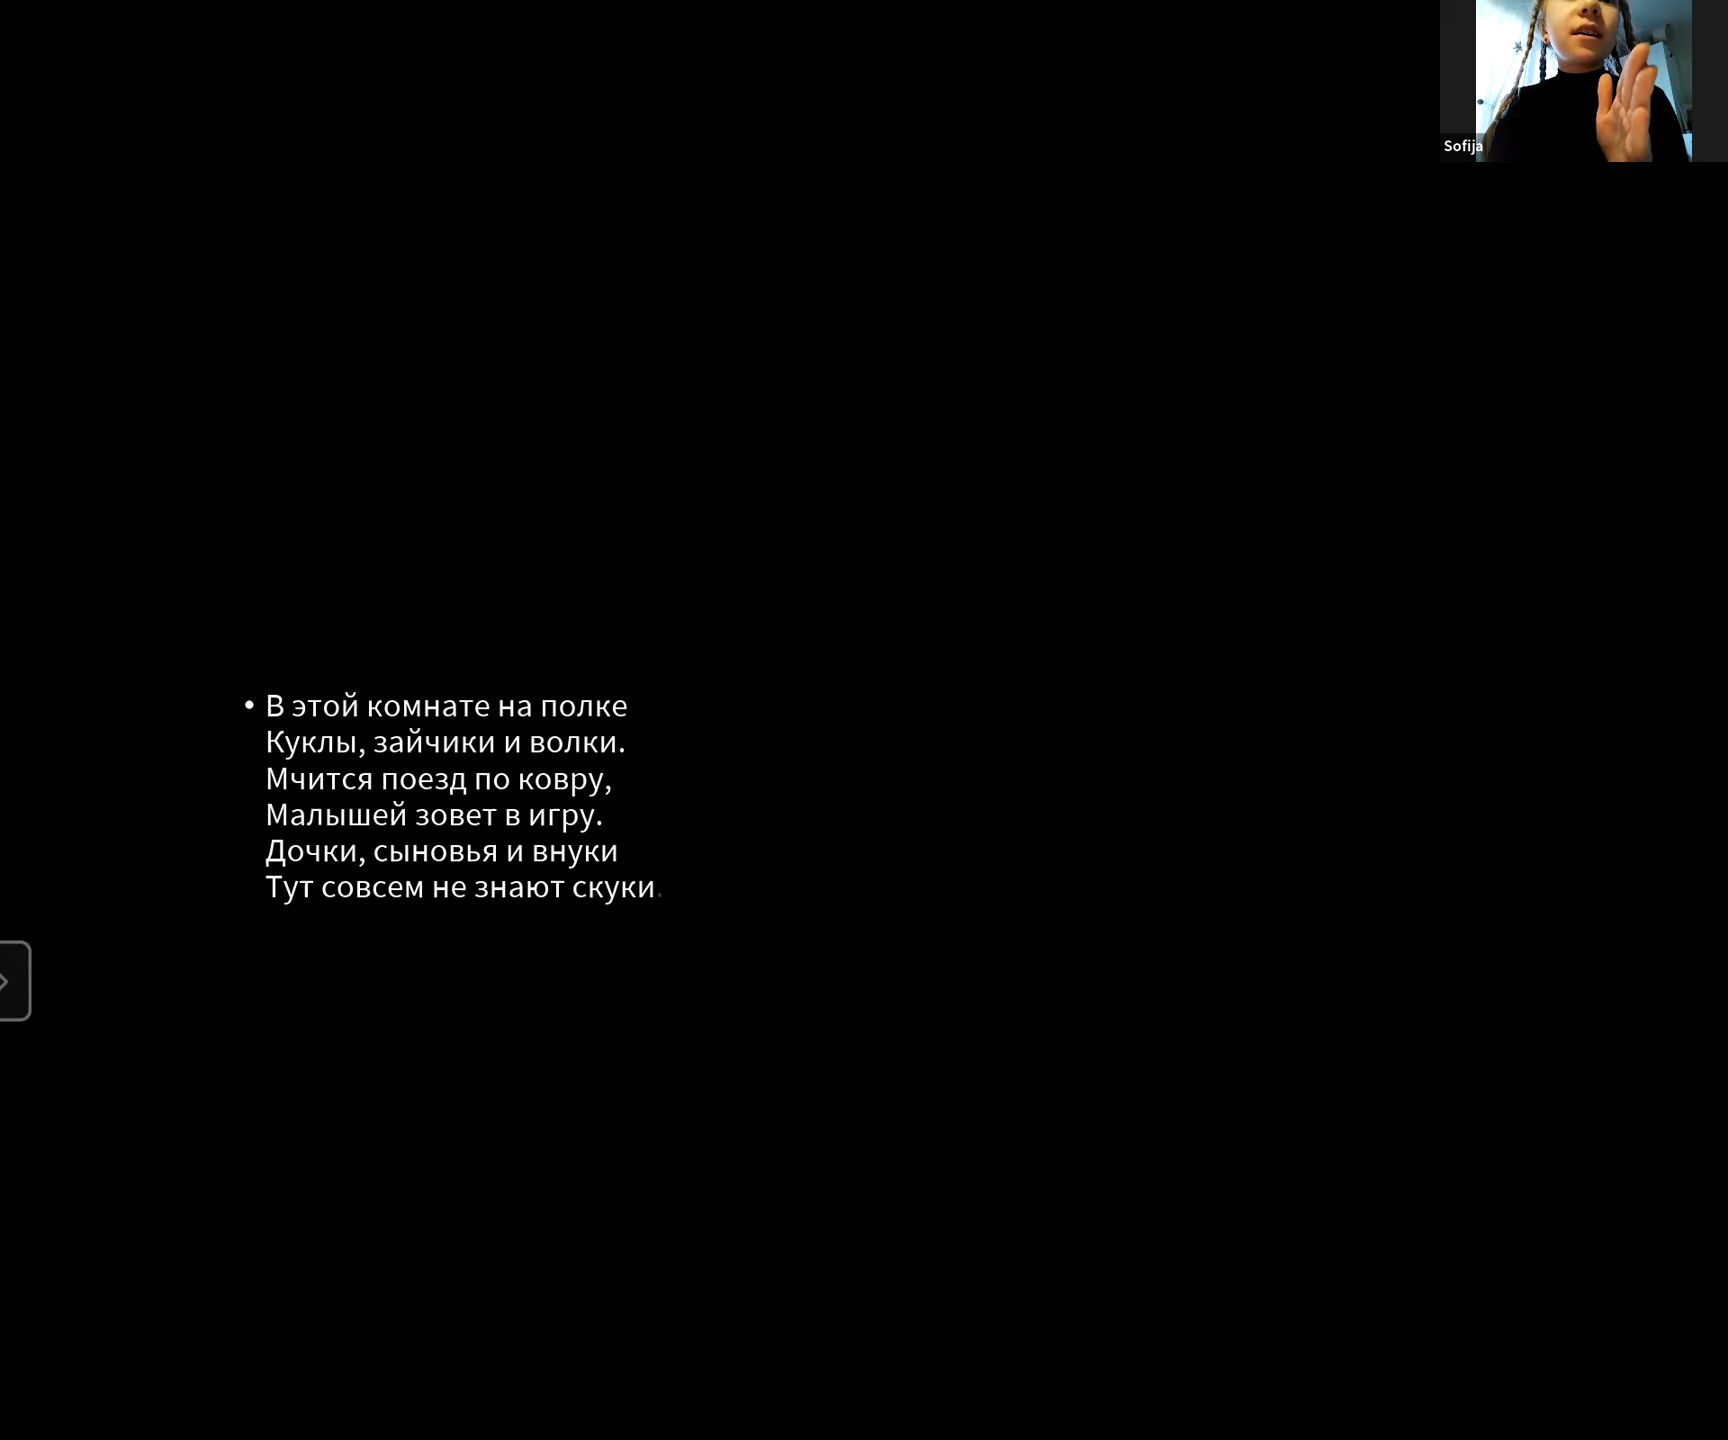 Sofija
• В этой комнате на полке
Куклы, зайчики и волки.
Мчится поезд по ковру,
Малышей зовет в игру.
Дочки, сыновья и внуки
Тут совсем не знают скуки.